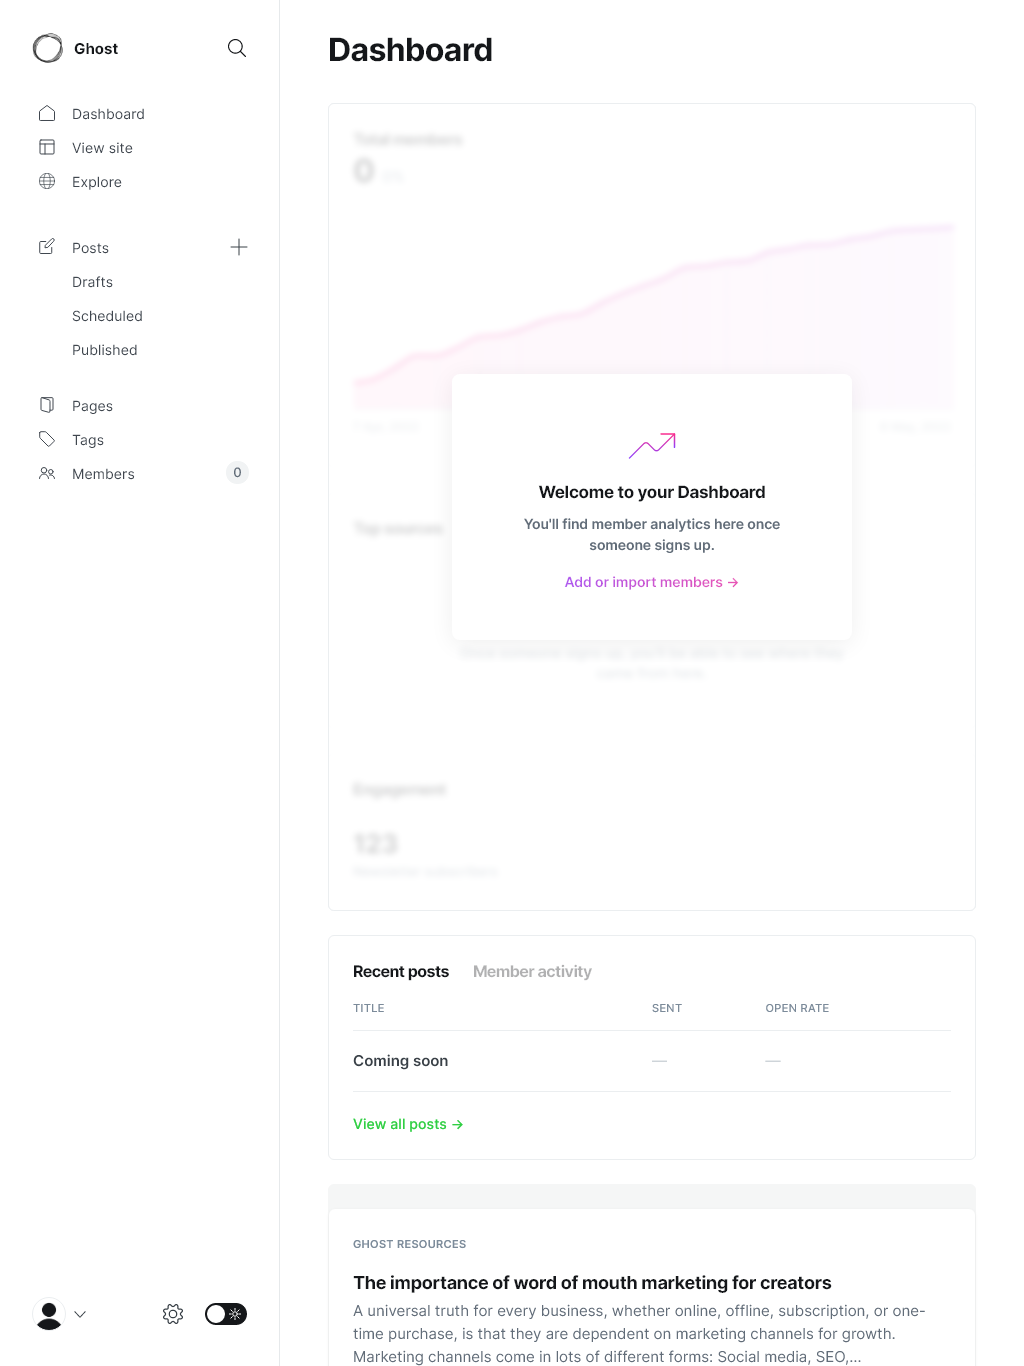 Ghost
Dashboard
View site
Explore
Posts
Drafts
Scheduled
Published
Pages
Tags
Members 0
Dashboard
Total members
0
Welcome to your Dashboard
You'll find member analytics here once
someone signs up.
Add or import members →
Engagement
123
Recent posts Member activity
TITLE SENT OPEN RATE
Coming soon — —
View all posts →
GHOST RESOURCES
The importance of word of mouth marketing for creators
A universal truth for every business, whether online, offline, subscription, or one-
time purchase, is that they are dependent on marketing channels for growth.
Marketing channels come in lots of different forms: Social media, SEO,...